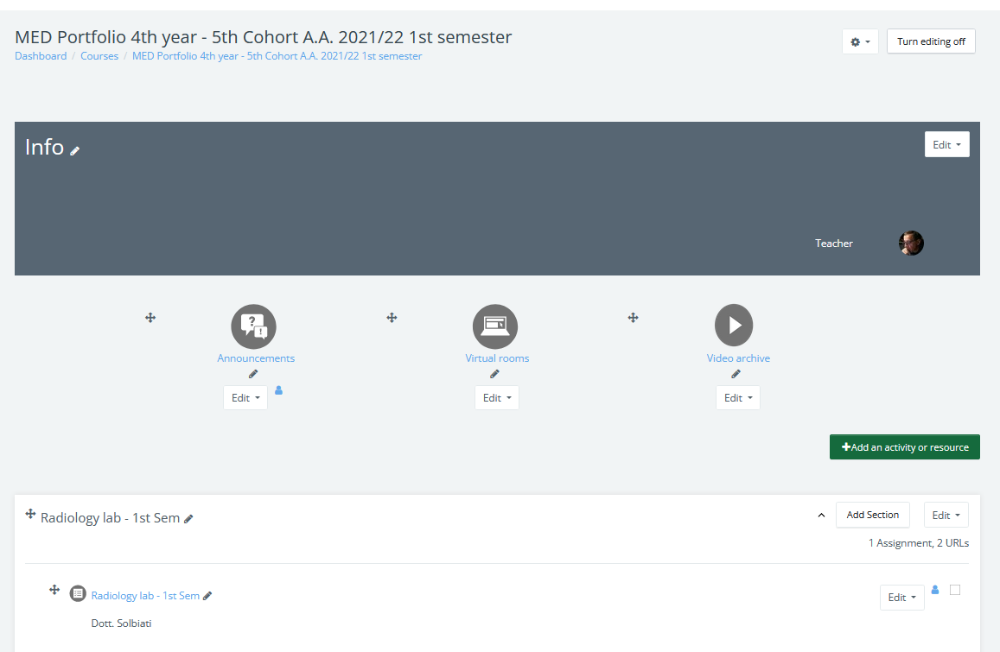 MED Portfolio 4th year - 5th Cohort A.A. 2021/22 1st semester
Turn editing off
Dashboard / Courses / MED Portfolio 4th year - 5th Cohort A.A. 2021/22 1st semester
Info
Edit
Teacher
Announcements
Edit
Virtual rooms
Edit
Video archive
Edit
+Add an activity or resource
Radiology lab - 1st Sem
Add Section
Edit
1 Assignment, 2 URLs
Radiology lab - 1st Sem
Edit
Dott. Solbiati